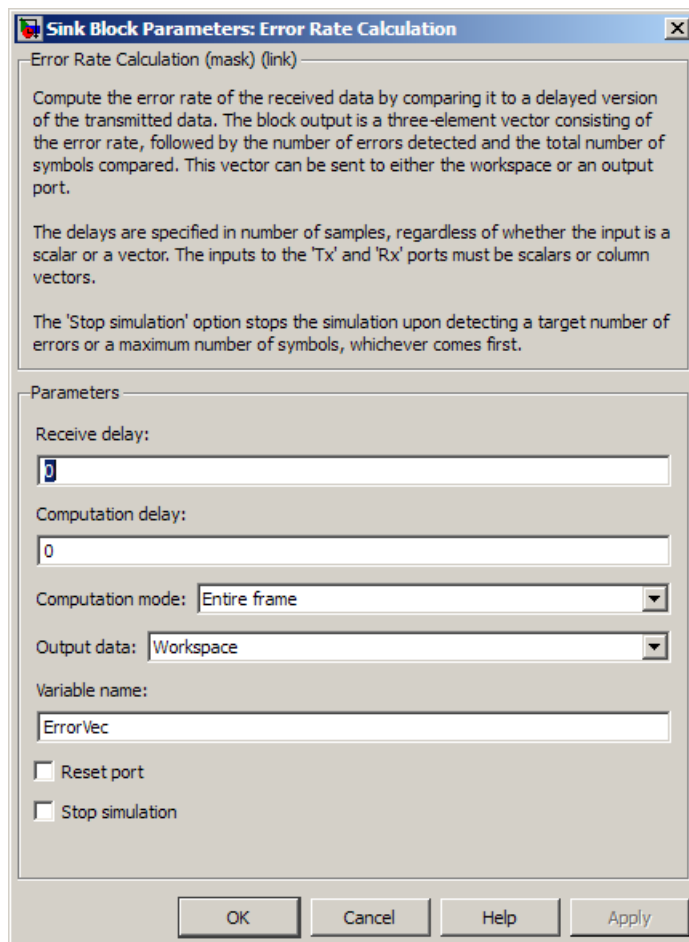 Sink Block Parameters: Error Rate Calculation
Error Rate Calculation (mask) (link)
Compute the error rate of the received data by comparing it to a delayed version
of the transmitted data. The block output is a three-element vector consisting of
the error rate, followed by the number of errors detected and the total number of
symbols compared. This vector can be sent to either the workspace or an output
port.
The delays are specified in number of samples, regardless of whether the input is a
scalar or a vector. The inputs to the 'Tx' and 'Rx' ports must be scalars or column
vectors.
The 'Stop simulation' option stops the simulation upon detecting a target number of
errors or a maximum number of symbols, whichever comes first.
Parameters
Receive delay:
0
Computation delay:
0
Computation mode: Entire frame
Output data: Workspace
Variable name:
ErrorVec
Reset port
Stop simulation
OK Cancel Help Apply